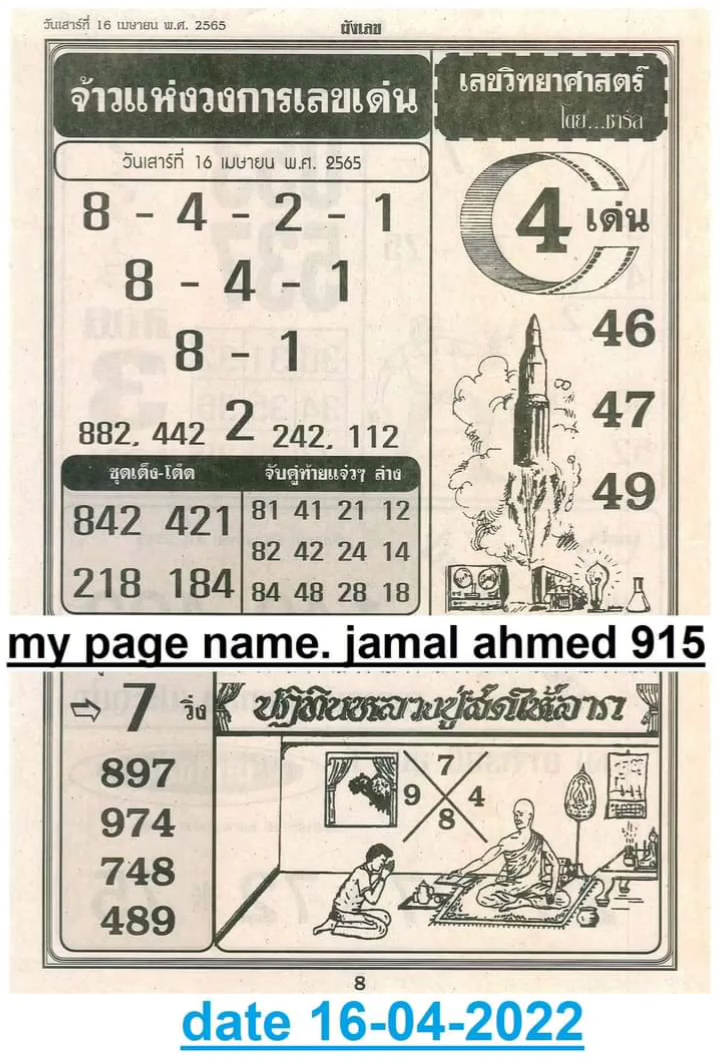 วันเสาร์ที่ 16 เมษายน พ.ศ. 2565
ผังเลข
จ้าวแห่งวงการเลขเด่น
วันเสาร์ที่ 16 เมษายน พ.ศ. 2565
8 - 4 - 2 - 1
8 - 4 - 1
8 - 1
882, 442 2 242, 112
ชุดเต็ง-โต๊ด
842 421
218 184
จับคู่ท้ายแจ๋วๆ ล่าง
81 41 21 12
82 42 24 14
84 48 28 18
เลขวิทยาศาสตร์
โดย...ชาริล
4 เด่น
46
47
49
my page name. jamal ahmed 915
⇨ 7 วิ่ง
897
974
748
489
7
9 4
8
8
date 16-04-2022